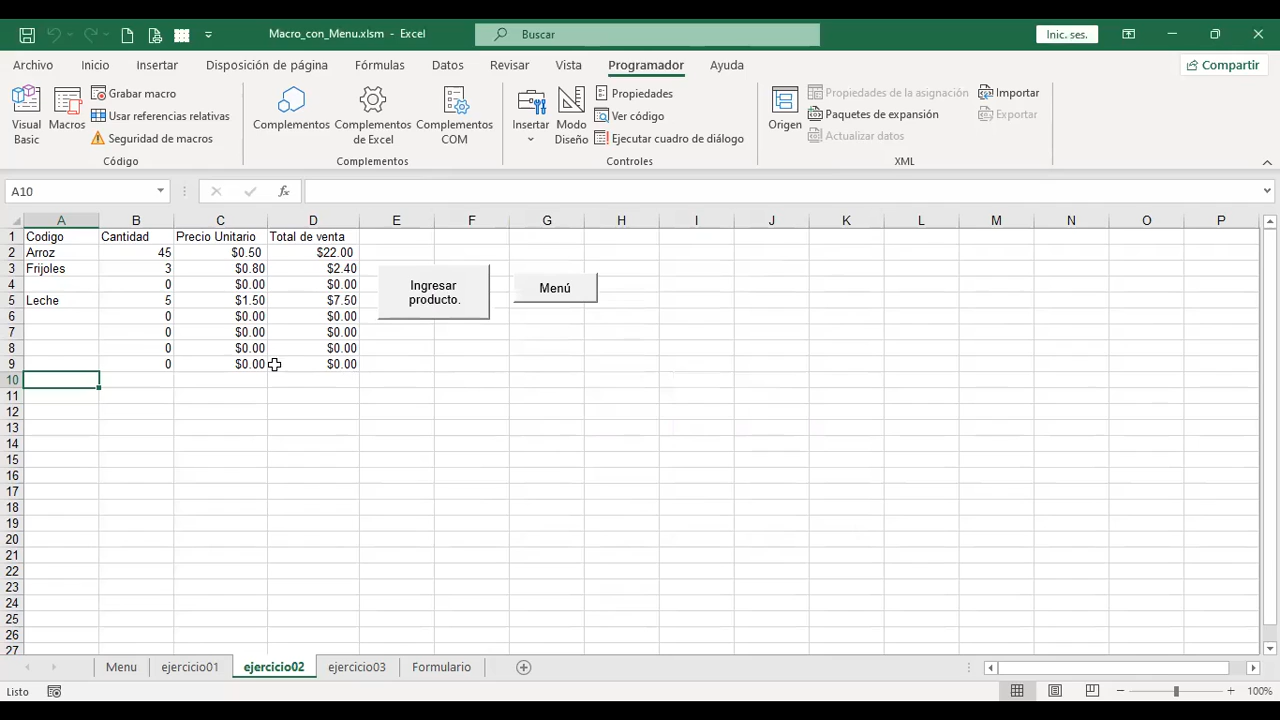 Macro_con_Menu.xlsm - Excel
Buscar
Inic. ses.
Archivo Inicio Insertar Disposición de página Fórmulas Datos Revisar Vista Programador Ayuda Compartir
Visual Basic
Macros
Grabar macro
Usar referencias relativas
Seguridad de macros
Código
Complementos
Complementos de Excel
Complementos COM
Complementos
Insertar
Modo Diseño
Propiedades
Ver código
Ejecutar cuadro de diálogo
Controles
Origen
Propiedades de la asignación
Paquetes de expansión
Actualizar datos
Importar
Exportar
XML
A10
fx
A B C D E F G H I J K L M N O P
1 Codigo Cantidad Precio Unitario Total de venta
2 Arroz 45 $0.50 $22.00
3 Frijoles 3 $0.80 $2.40
4 0 $0.00 $0.00
5 Leche 5 $1.50 $7.50
6 0 $0.00 $0.00
7 0 $0.00 $0.00
8 0 $0.00 $0.00
9 0 $0.00 $0.00
10
11
12
13
14
15
16
17
18
19
20
21
22
23
24
25
26
27
Ingresar
producto.
Menú
Menu ejercicio01 ejercicio02 ejercicio03 Formulario
Listo
100%